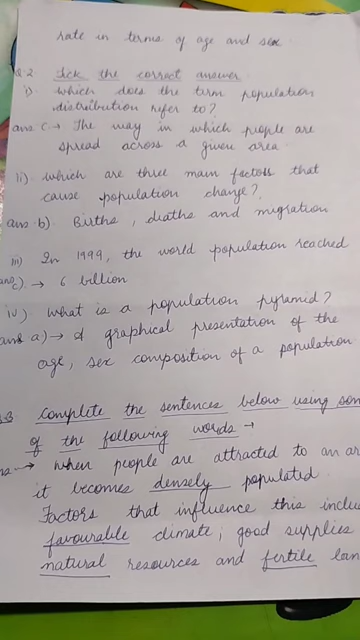 rate in terms of age and sex.
Q.2. Tick the correct answer
i) which does the term population
distribution refer to?
ans c → The way in which people are
spread across a given area.
ii) which are three main factors that
cause population change?
ans b) Births, deaths and migration
iii) In 1999, the world population reached
ans c) → 6 billion
iv) What is a population pyramid?
ans a) → A graphical presentation of the
age, sex composition of a population
Q.3 Complete the sentences below using
of the following words →
→ When people are attracted to an
it becomes densely populated.
Factors that influence this
favourable climate, good supplies
natural resources and fertile